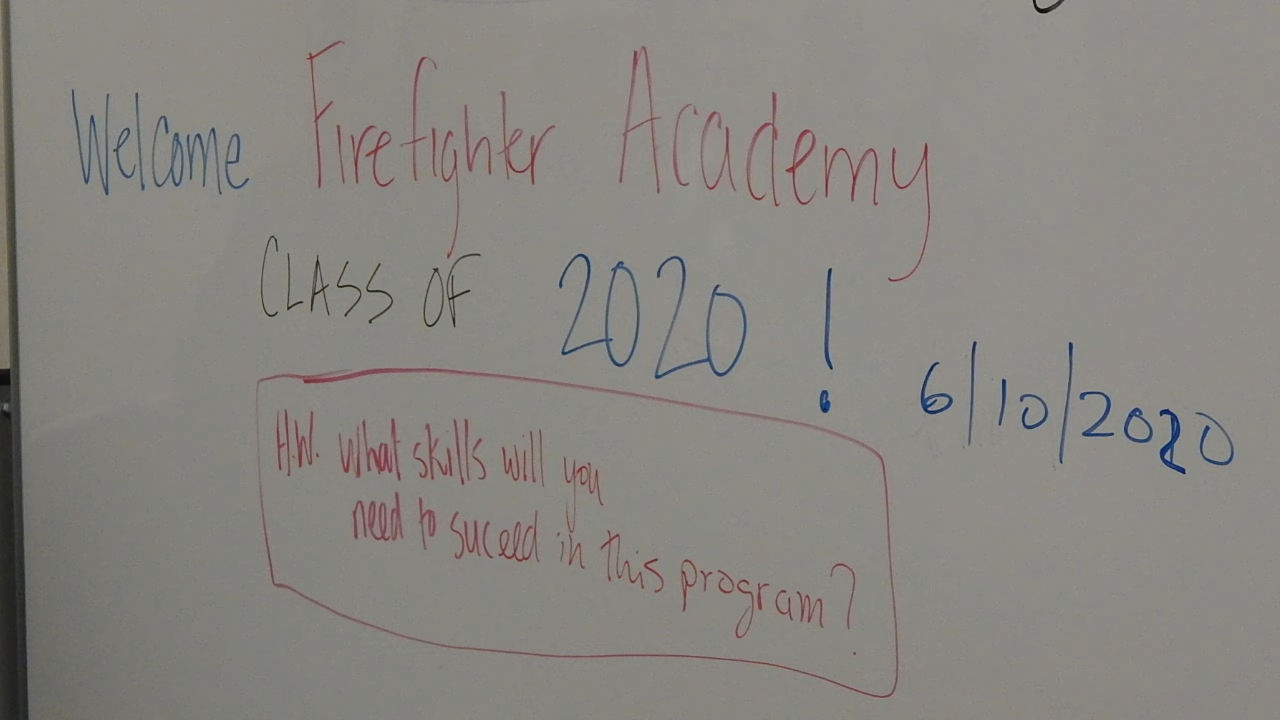 Welcome Firefighter Academy
CLASS OF 2020!
6/10/2020
H.W. What skills will you
need to suceed in this program?